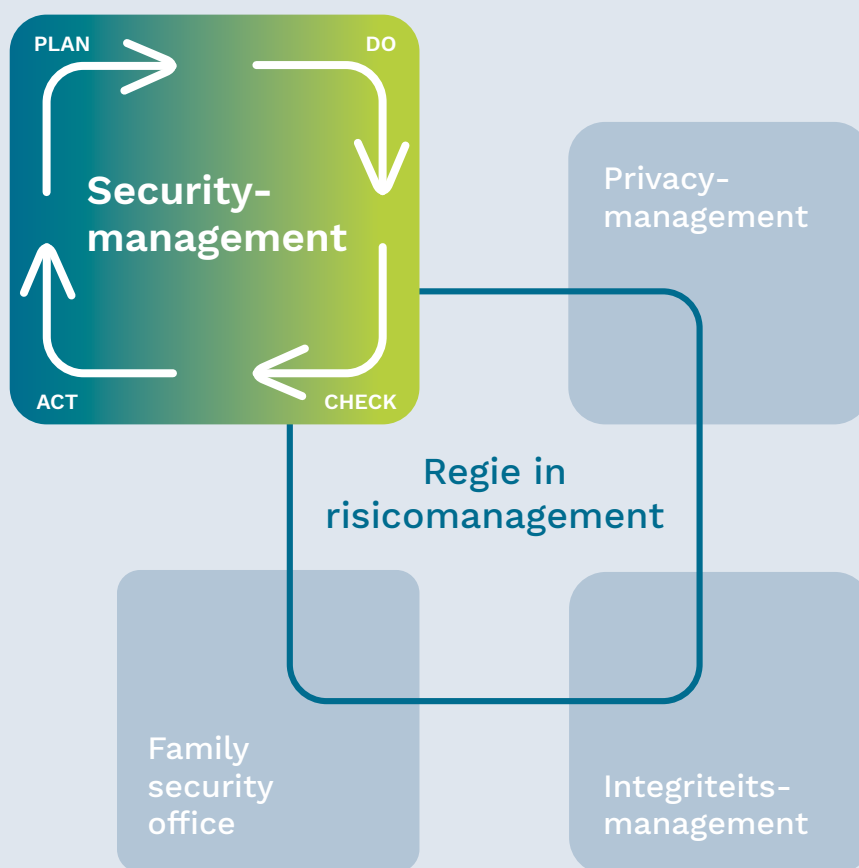 PLAN
DO
Security-
management
ACT
CHECK
Privacy-
management
Regie in
risicomanagement
Family
security
office
Integriteits-
management